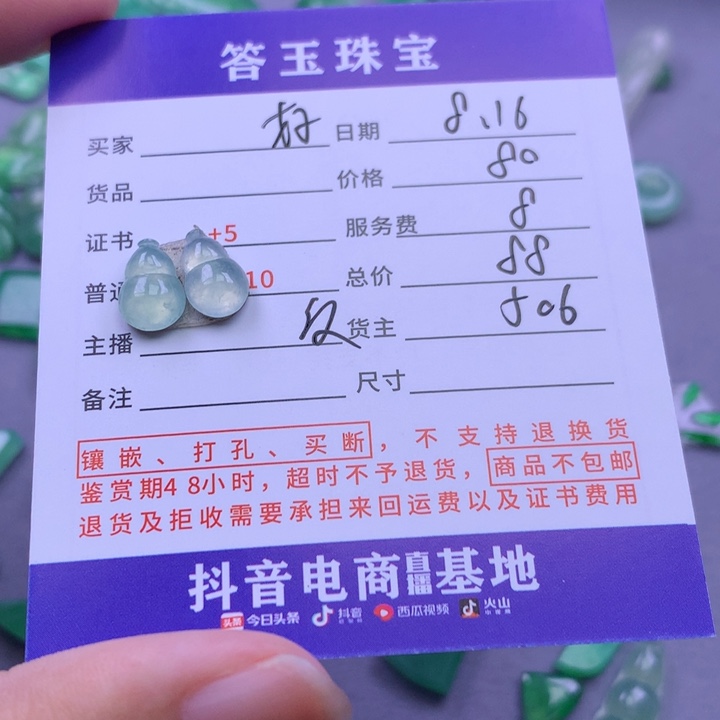 答玉珠宝
买家 日期 8、16
货品 价格 80
证书 +5 服务费 8
普通 10 总价 88
主播 货主 506
备注 尺寸
镶嵌、打孔、买断，不支持退换货
鉴赏期48小时，超时不予退货，商品不包邮
退货及拒收需要承担来回运费以及证书费用
抖音电商直播基地
头条 今日头条 抖音 西瓜视频 火山